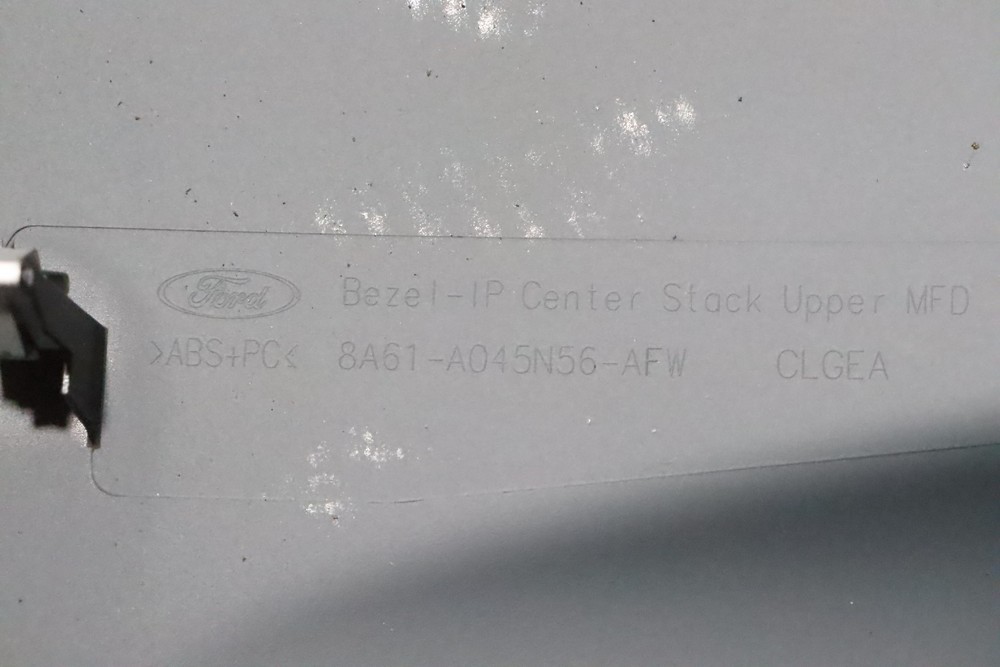 Ford Bezel-IP Center Stack Upper MFD
>ABS+PC< 8A61-A045N56-AFW CLGEA